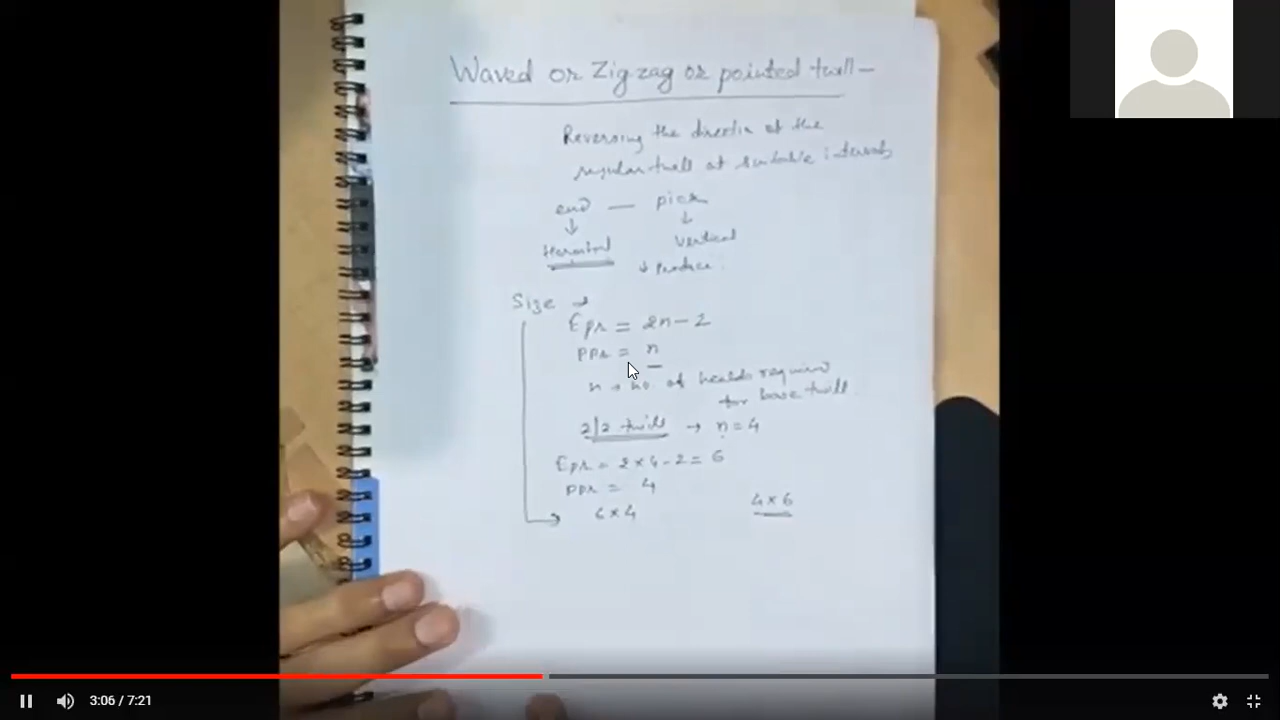 Waved or Zig-zag or pointed twill -
Reversing the direction of the
regular twill at suitable intervals
end — pick
↓ ↓
Horizontal Vertical
↓ Produce
Size →
Epr = 2n-2
PPr = n
n → no. of healds required
for base twill.
2/2 twill → n = 4
Epr = 2×4-2 = 6
PPr = 4
6×4 4×6
3:06 / 7:21